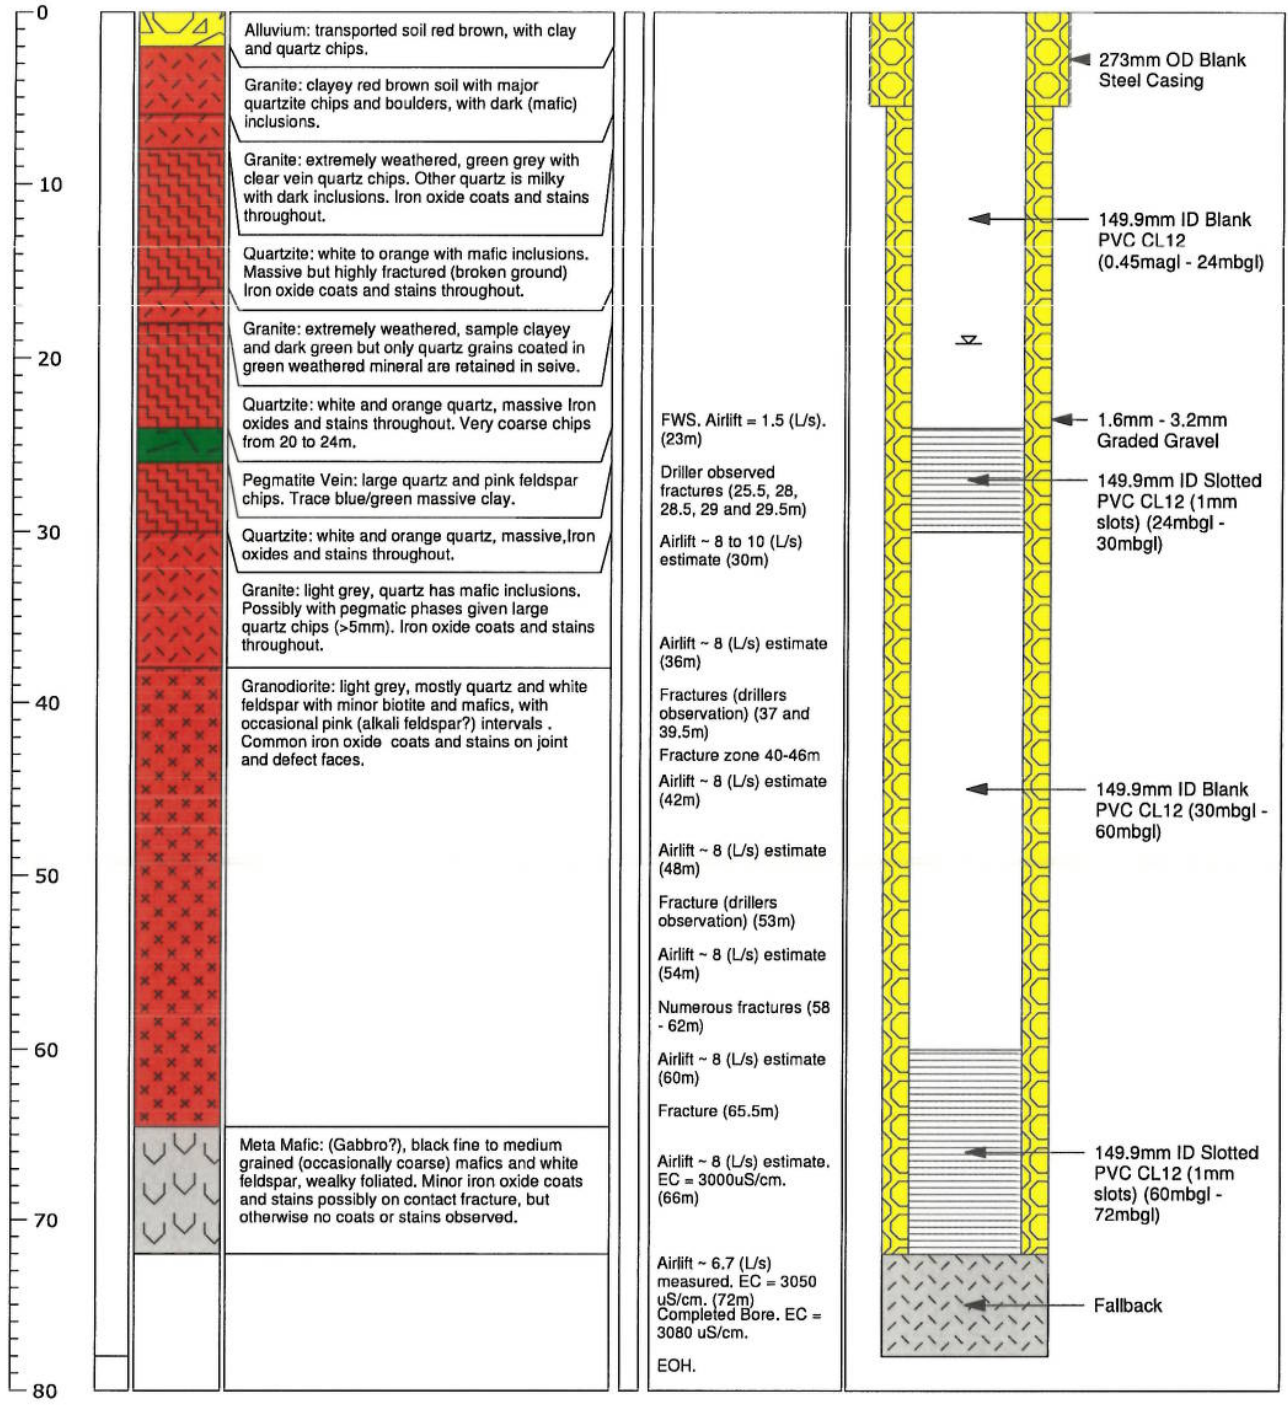 0
10
20
30
40
50
60
70
80
Alluvium: transported soil red brown, with clay
and quartz chips.
Granite: clayey red brown soil with major
quartzite chips and boulders, with dark (mafic)
inclusions.
Granite: extremely weathered, green grey with
clear vein quartz chips. Other quartz is milky
with dark inclusions. Iron oxide coats and stains
throughout.
Quartzite: white to orange with mafic inclusions.
Massive but highly fractured (broken ground)
Iron oxide coats and stains throughout.
Granite: extremely weathered, sample clayey
and dark green but only quartz grains coated in
green weathered mineral are retained in seive.
Quartzite: white and orange quartz, massive Iron
oxides and stains throughout. Very coarse chips
from 20 to 24m.
Pegmatite Vein: large quartz and pink feldspar
chips. Trace blue/green massive clay.
Quartzite: white and orange quartz, massive,Iron
oxides and stains throughout.
Granite: light grey, quartz has mafic inclusions.
Possibly with pegmatic phases given large
quartz chips (>5mm). Iron oxide coats and stains
throughout.
Granodiorite: light grey, mostly quartz and white
feldspar with minor biotite and mafics, with
occasional pink (alkali feldspar?) intervals .
Common iron oxide coats and stains on joint
and defect faces.
Meta Mafic: (Gabbro?), black fine to medium
grained (occasionally coarse) mafics and white
feldspar, wealky foliated. Minor iron oxide coats
and stains possibly on contact fracture, but
otherwise no coats or stains observed.
FWS. Airlift = 1.5 (L/s).
(23m)
Driller observed
fractures (25.5, 28,
28.5, 29 and 29.5m)
Airlift ~ 8 to 10 (L/s)
estimate (30m)
Airlift ~ 8 (L/s) estimate
(36m)
Fractures (drillers
observation) (37 and
39.5m)
Fracture zone 40-46m
Airlift ~ 8 (L/s) estimate
(42m)
Airlift ~ 8 (L/s) estimate
(48m)
Fracture (drillers
observation) (53m)
Airlift ~ 8 (L/s) estimate
(54m)
Numerous fractures (58
- 62m)
Airlift ~ 8 (L/s) estimate
(60m)
Fracture (65.5m)
Airlift ~ 8 (L/s) estimate.
EC = 3000uS/cm.
(66m)
Airlift ~ 6.7 (L/s)
measured. EC = 3050
uS/cm. (72m)
Completed Bore. EC =
3080 uS/cm.
EOH.
273mm OD Blank
Steel Casing
149.9mm ID Blank
PVC CL12
(0.45magl - 24mbgl)
1.6mm - 3.2mm
Graded Gravel
149.9mm ID Slotted
PVC CL12 (1mm
slots) (24mbgl -
30mbgl)
149.9mm ID Blank
PVC CL12 (30mbgl -
60mbgl)
149.9mm ID Slotted
PVC CL12 (1mm
slots) (60mbgl -
72mbgl)
Fallback